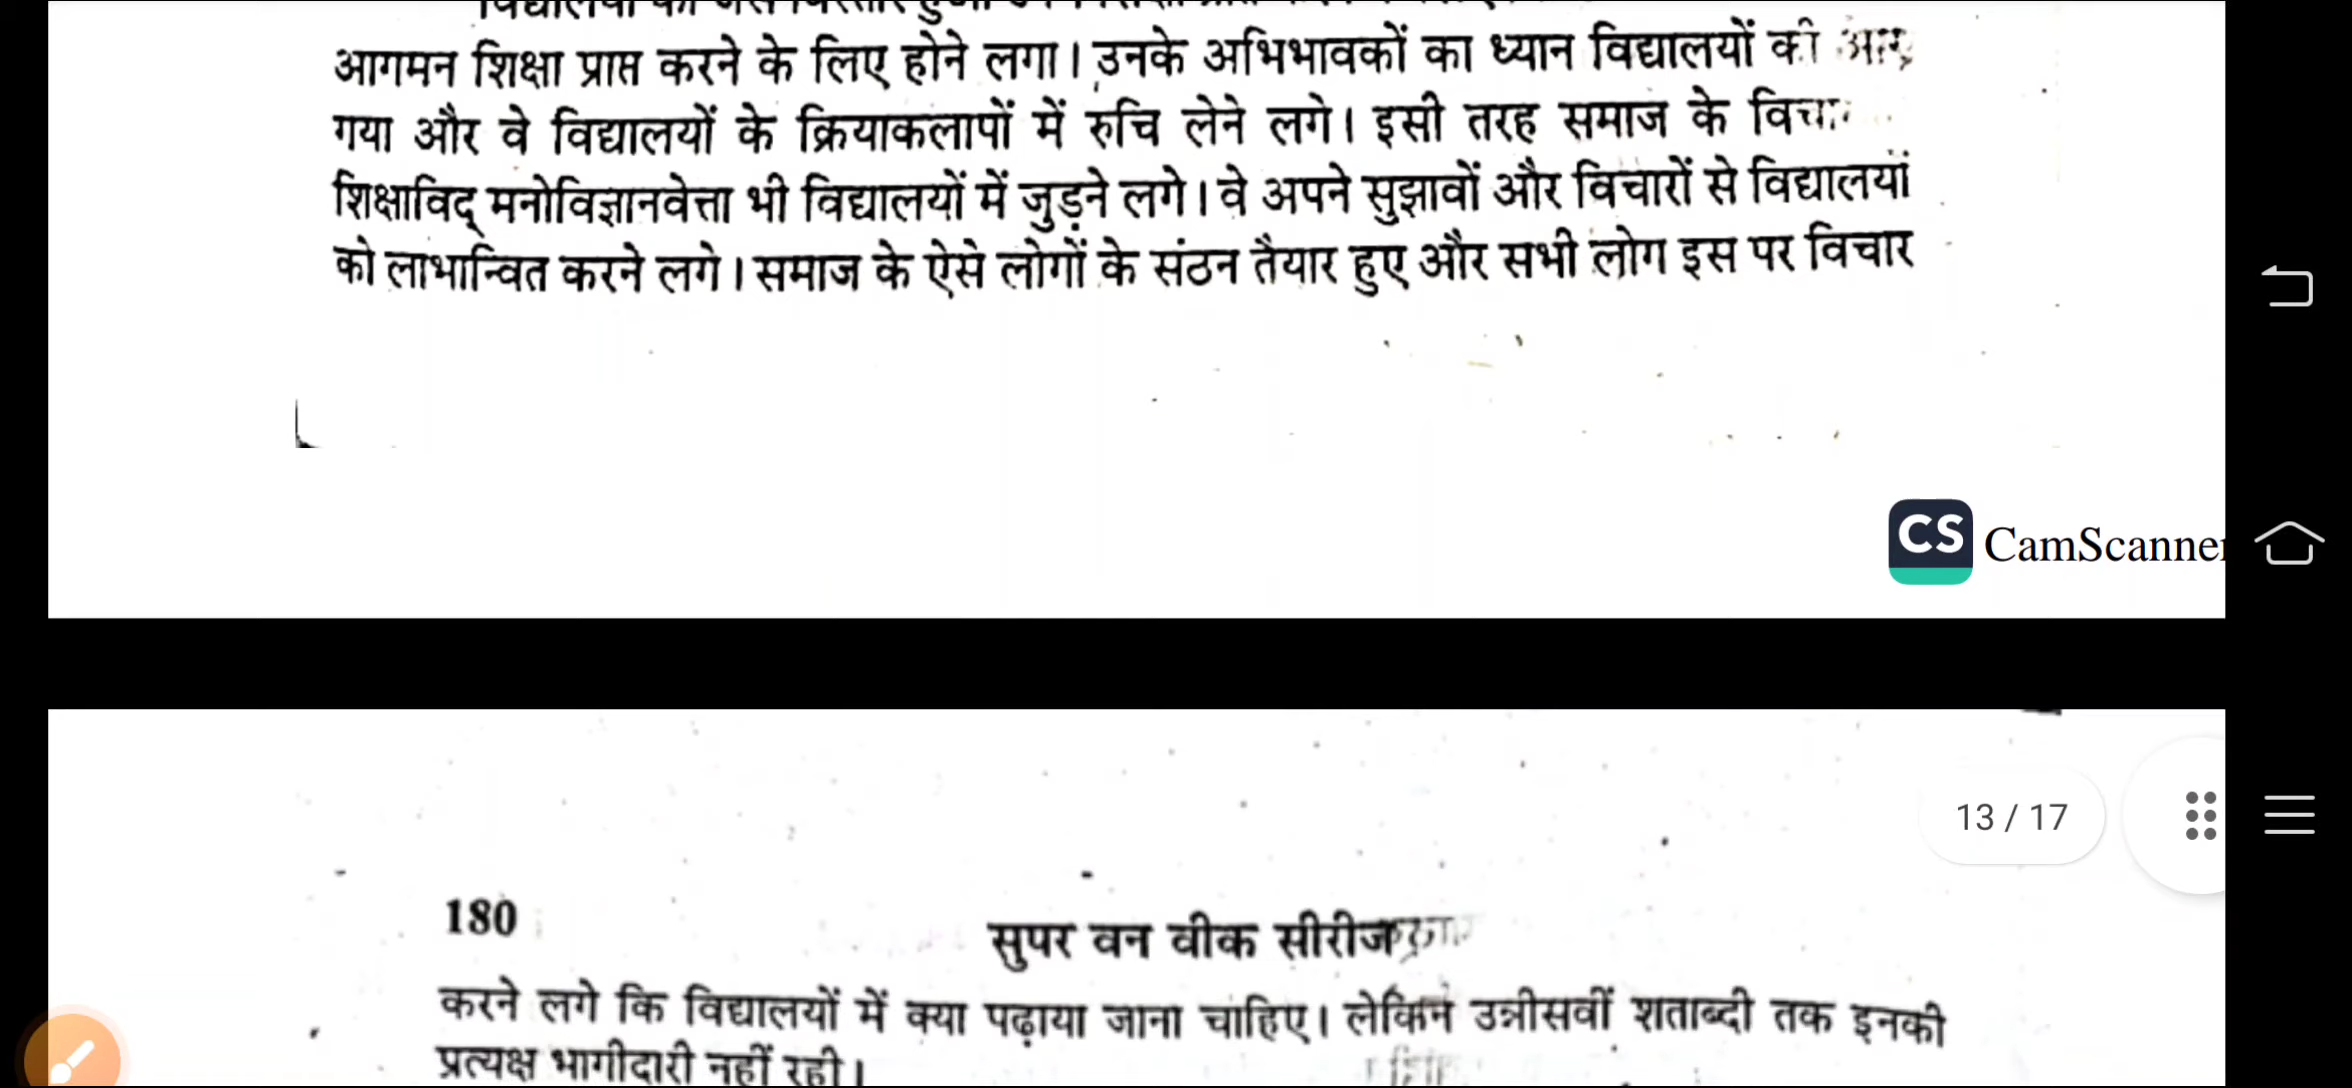 आगमन शिक्षा प्राप्त करने के लिए होने लगा। उनके अभिभावकों का ध्यान विद्यालयों की
गया और वे विद्यालयों के क्रियाकलापों में रुचि लेने लगे। इसी तरह समाज के
शिक्षाविद् मनोविज्ञानवेत्ता भी विद्यालयों में जुड़ने लगे। वे अपने सुझावों और विचारों से विद्यालयों
को लाभान्वित करने लगे। समाज के ऐसे लोगों के संठन तैयार हुए और सभी लोग इस पर विचार
CS CamScanner
13 / 17
180
सुपर वन वीक सीरीज
करने लगे कि विद्यालयों में क्या पढ़ाया जाना चाहिए। लेकिन उन्नीसवीं शताब्दी तक इनकी
प्रत्यक्ष भागीदारी नहीं रही।